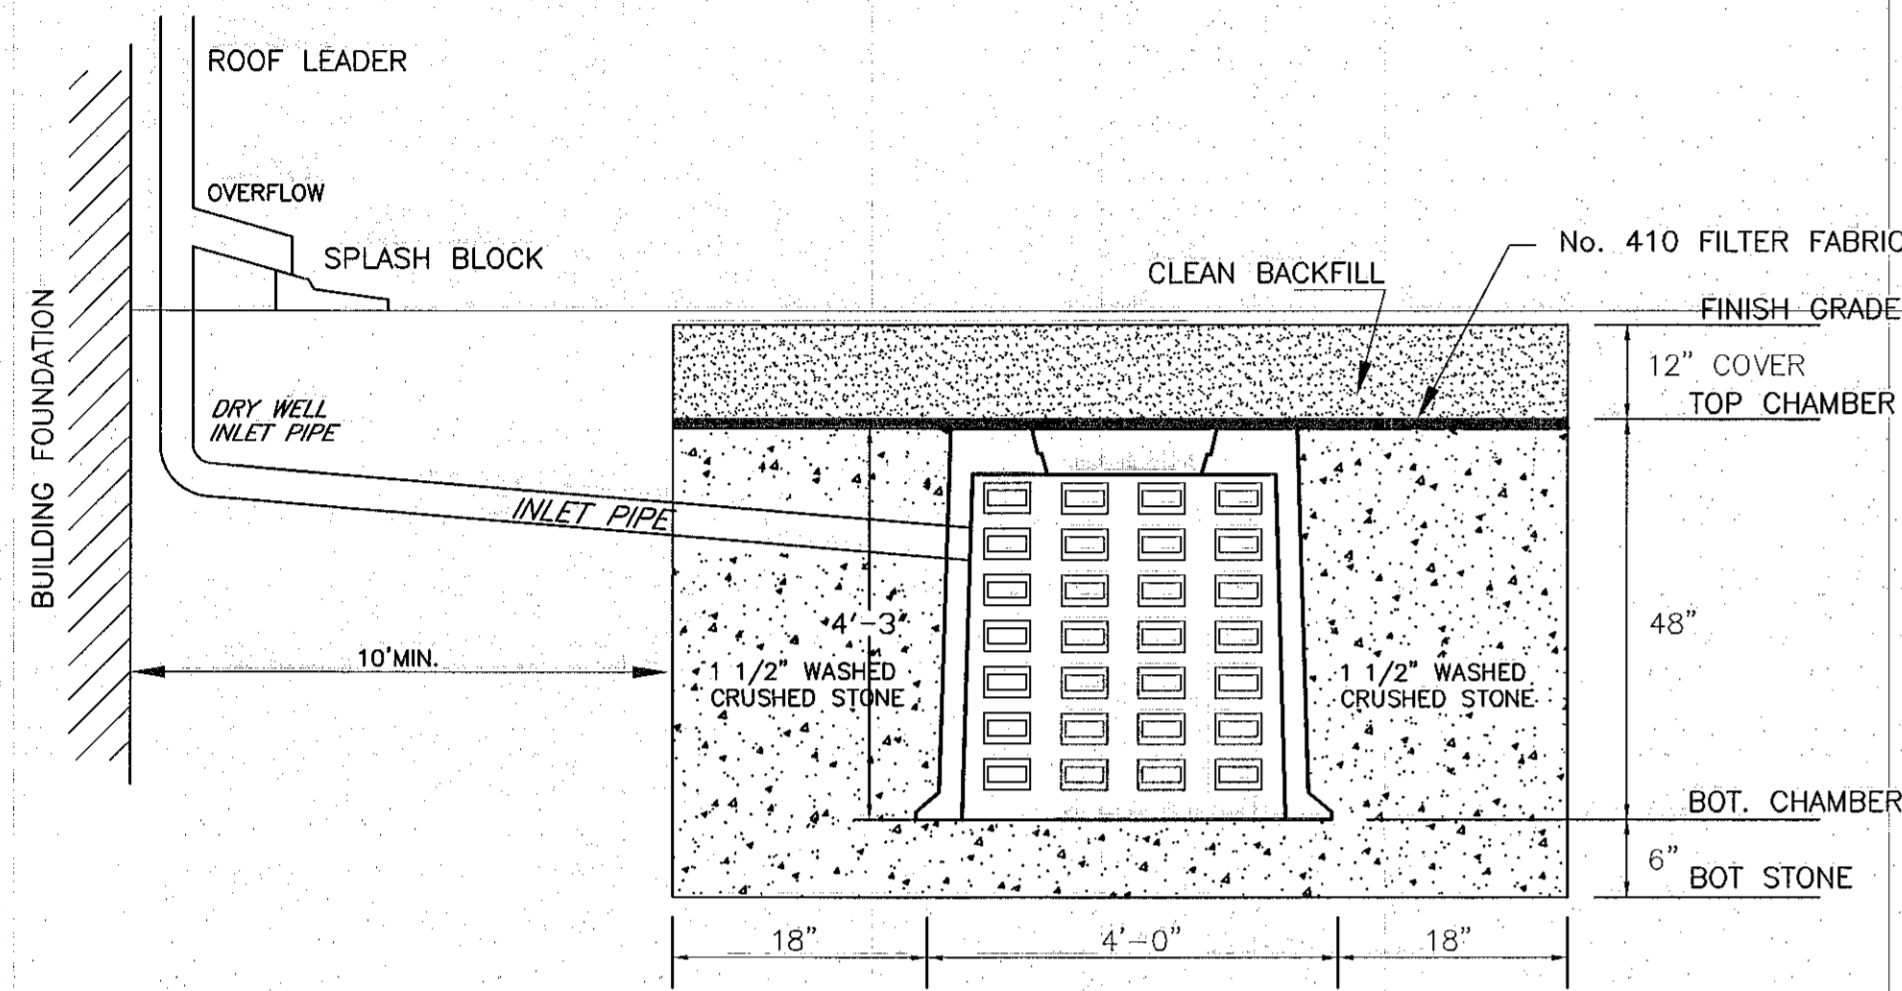 ROOF LEADER
OVERFLOW
SPLASH BLOCK
No. 410 FILTER FABRIC
CLEAN BACKFILL
FINISH GRADE
12" COVER
TOP CHAMBER
DRY WELL
INLET PIPE
BUILDING FOUNDATION
INLET PIPE
4'-3"
48"
10'MIN.
1 1/2" WASHED
CRUSHED STONE
1 1/2" WASHED
CRUSHED STONE
BOT. CHAMBER
6"
BOT STONE
18"
4'-0"
18"